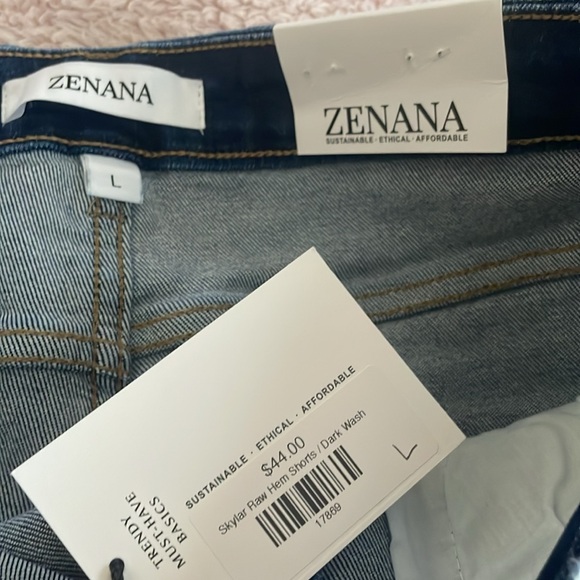 ZENANA
L
ZENANA
SUSTAINABLE · ETHICAL · AFFORDABLE
SUSTAINABLE · ETHICAL · AFFORDABLE
$44.00
Skylar Raw Hem Shorts / Dark Wash
17869
L
TRENDY
MUST-HAVE
BASICS